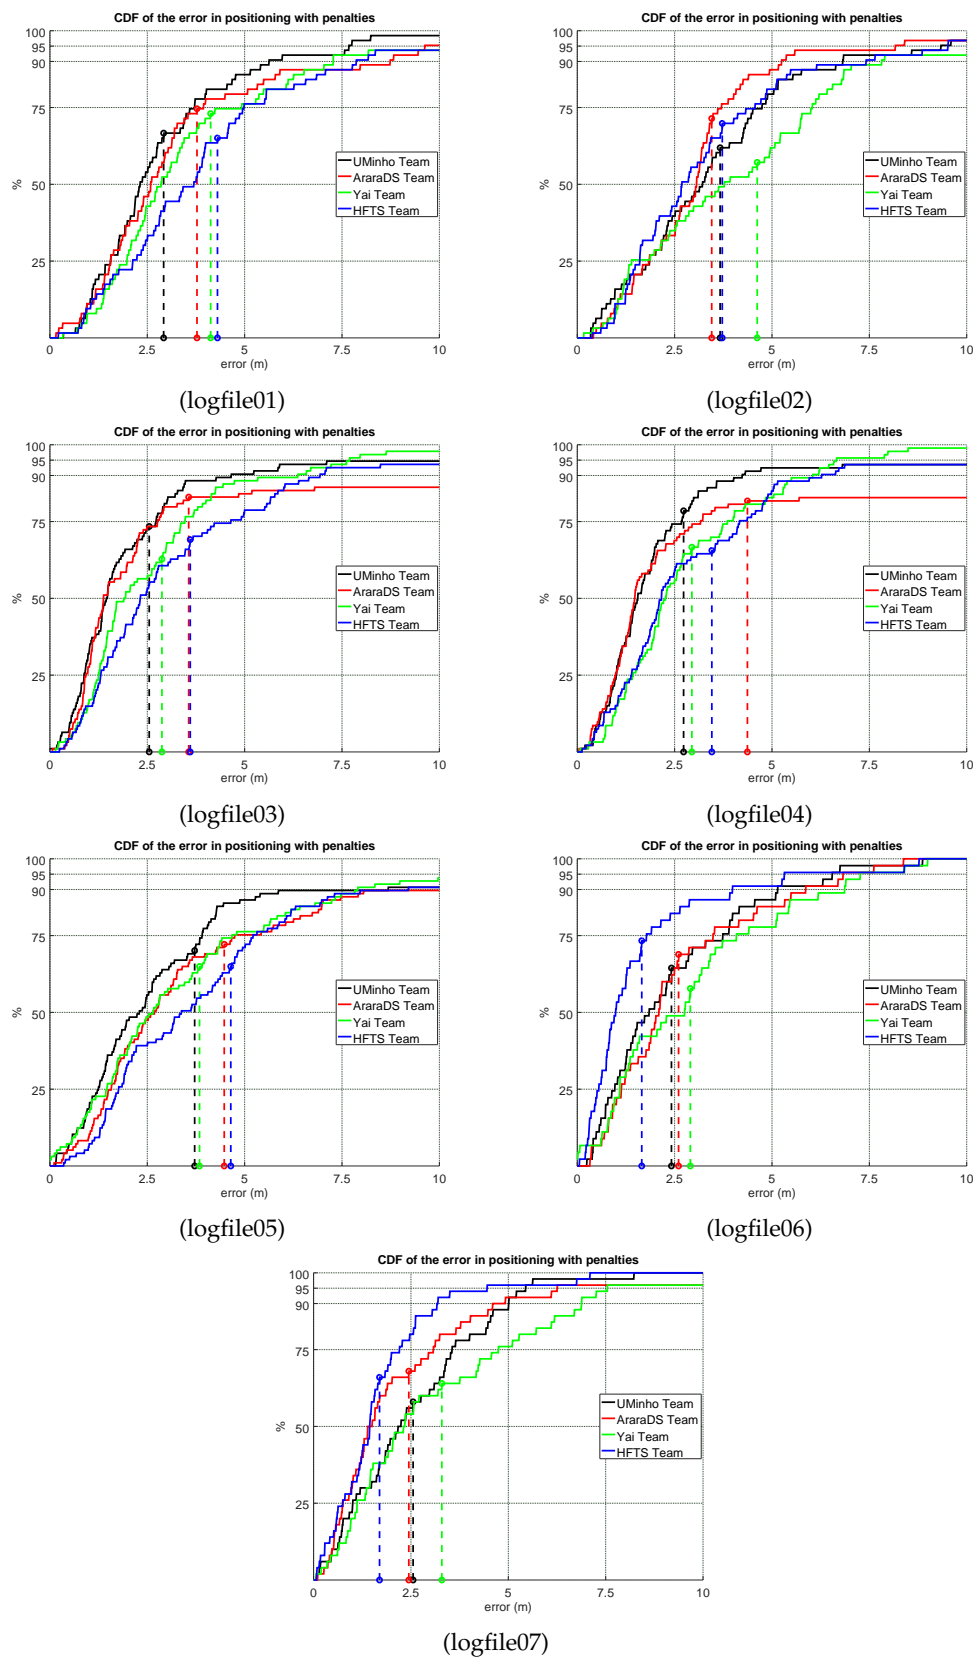 CDF of the error in positioning with penalties
100
95
90
75
50
25
%
0 2.5 5 7.5 10
error (m)
UMinho Team
AraraDS Team
Yai Team
HFTS Team
(logfile01)
CDF of the error in positioning with penalties
100
95
90
75
50
25
%
0 2.5 5 7.5 10
error (m)
UMinho Team
AraraDS Team
Yai Team
HFTS Team
(logfile02)
CDF of the error in positioning with penalties
100
95
90
75
50
25
%
0 2.5 5 7.5 10
error (m)
UMinho Team
AraraDS Team
Yai Team
HFTS Team
(logfile03)
CDF of the error in positioning with penalties
100
95
90
75
50
25
%
0 2.5 5 7.5 10
error (m)
UMinho Team
AraraDS Team
Yai Team
HFTS Team
(logfile04)
CDF of the error in positioning with penalties
100
95
90
75
50
25
%
0 2.5 5 7.5 10
error (m)
UMinho Team
AraraDS Team
Yai Team
HFTS Team
(logfile05)
CDF of the error in positioning with penalties
100
95
90
75
50
25
%
0 2.5 5 7.5 10
error (m)
UMinho Team
AraraDS Team
Yai Team
HFTS Team
(logfile06)
CDF of the error in positioning with penalties
100
95
90
75
50
25
%
0 2.5 5 7.5 10
error (m)
UMinho Team
AraraDS Team
Yai Team
HFTS Team
(logfile07)